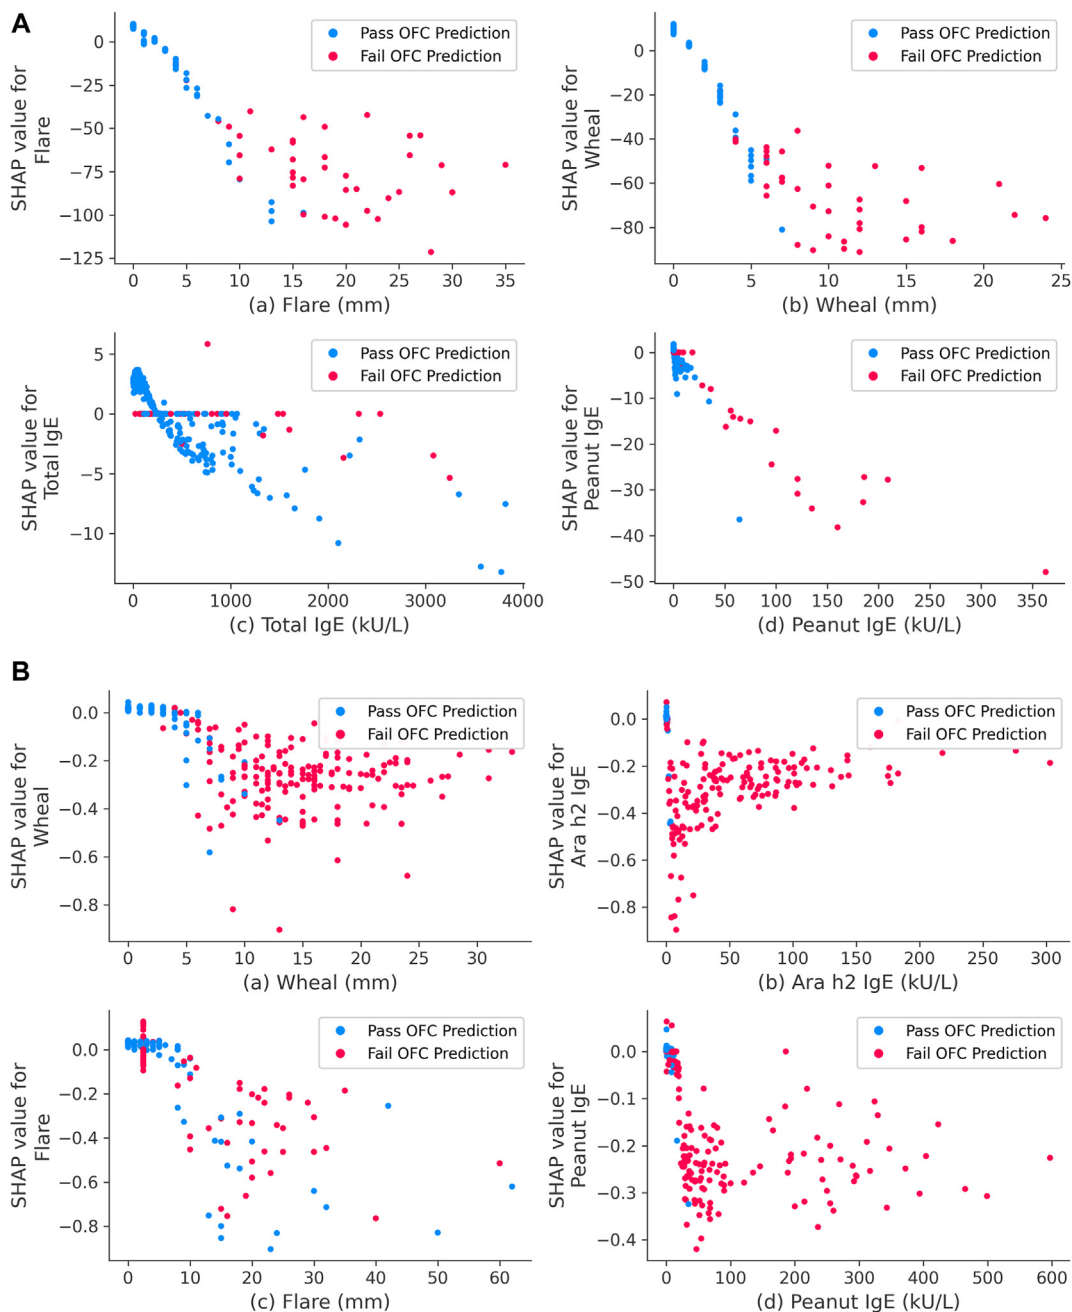 A
SHAP value for
Flare
0
−25
−50
−75
−100
−125
Pass OFC Prediction
Fail OFC Prediction
0 5 10 15 20 25 30 35
(a) Flare (mm)
SHAP value for
Wheal
0
−20
−40
−60
−80
Pass OFC Prediction
Fail OFC Prediction
0 5 10 15 20 25
(b) Wheal (mm)
SHAP value for
Total IgE
5
0
−5
−10
Pass OFC Prediction
Fail OFC Prediction
0 1000 2000 3000 4000
(c) Total IgE (kU/L)
SHAP value for
Peanut IgE
0
−10
−20
−30
−40
−50
Pass OFC Prediction
Fail OFC Prediction
0 50 100 150 200 250 300 350
(d) Peanut IgE (kU/L)
B
SHAP value for
Wheal
0.0
−0.2
−0.4
−0.6
−0.8
Pass OFC Prediction
Fail OFC Prediction
0 5 10 15 20 25 30
(a) Wheal (mm)
SHAP value for
Ara h2 IgE
0.0
−0.2
−0.4
−0.6
−0.8
Pass OFC Prediction
Fail OFC Prediction
0 50 100 150 200 250 300
(b) Ara h2 IgE (kU/L)
SHAP value for
Flare
0.0
−0.2
−0.4
−0.6
−0.8
Pass OFC Prediction
Fail OFC Prediction
0 10 20 30 40 50 60
(c) Flare (mm)
SHAP value for
Peanut IgE
0.0
−0.1
−0.2
−0.3
−0.4
Pass OFC Prediction
Fail OFC Prediction
0 100 200 300 400 500 600
(d) Peanut IgE (kU/L)